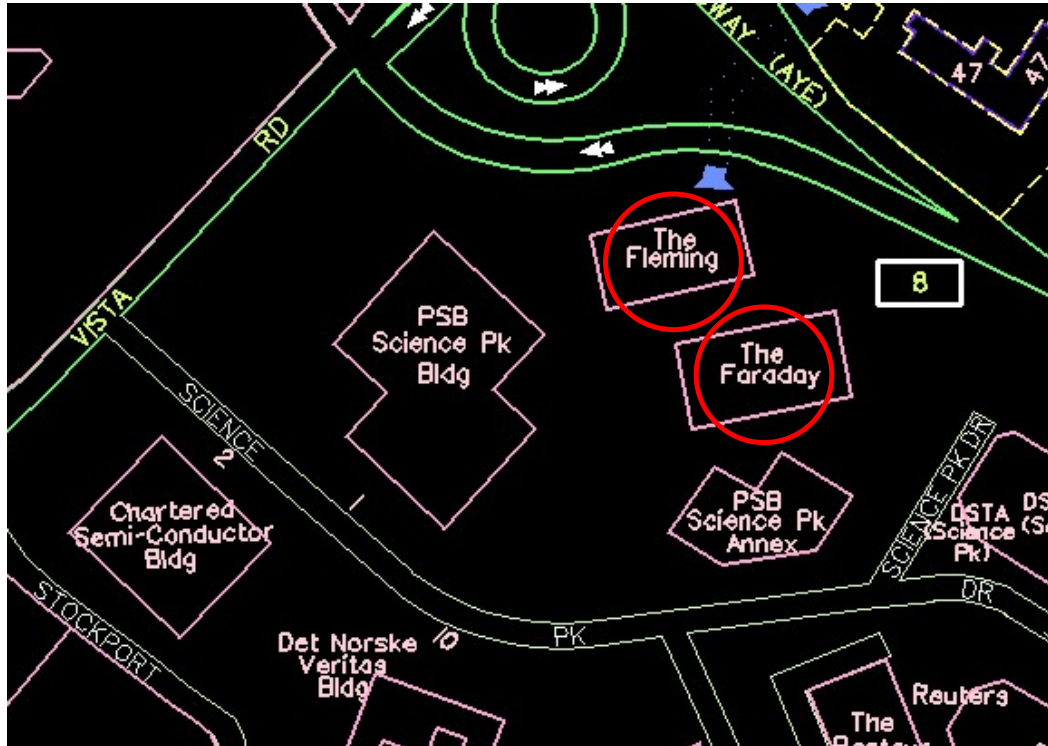 WAY (AYE)
47
47
RD
The
Fleming
8
VISTA
PSB
Science Pk
Bldg
The
Faraday
SCIENCE
2
1
SCIENCE PK DR
Chartered
Semi-Conductor
Bldg
PSB
Science Pk
Annex
DSTA
(Science
Pk)
STOCKPORT
10
PK
DR
Det Norske
Veritas
Bldg
Reuters
The